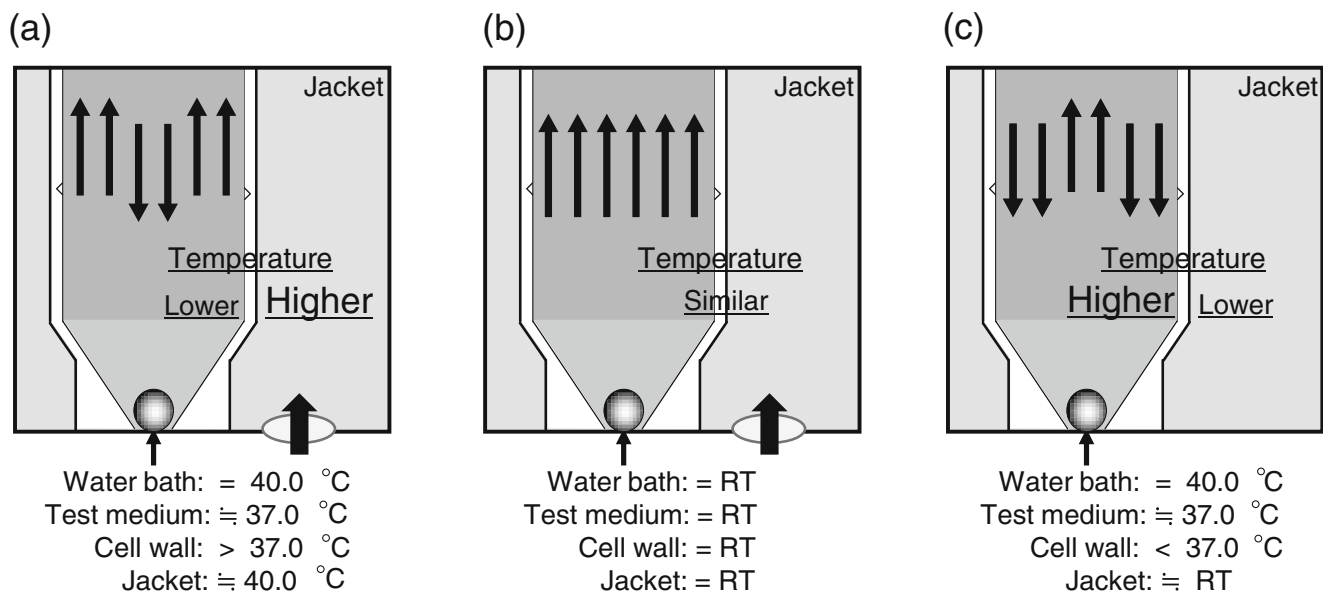 (a)
Jacket
Temperature
Lower Higher
Water bath: = 40.0 °C
Test medium: ≒ 37.0 °C
Cell wall: > 37.0 °C
Jacket: ≒ 40.0 °C
(b)
Jacket
Temperature
Similar
Water bath: = RT
Test medium: = RT
Cell wall: = RT
Jacket: = RT
(c)
Jacket
Temperature
Higher Lower
Water bath: = 40.0 °C
Test medium: ≒ 37.0 °C
Cell wall: < 37.0 °C
Jacket: ≒ RT